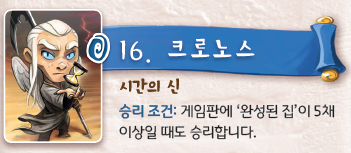 16. 크로노스
시간의 신
승리 조건: 게임판에 ‘완성된 집’이 5채
이상일 때도 승리합니다.